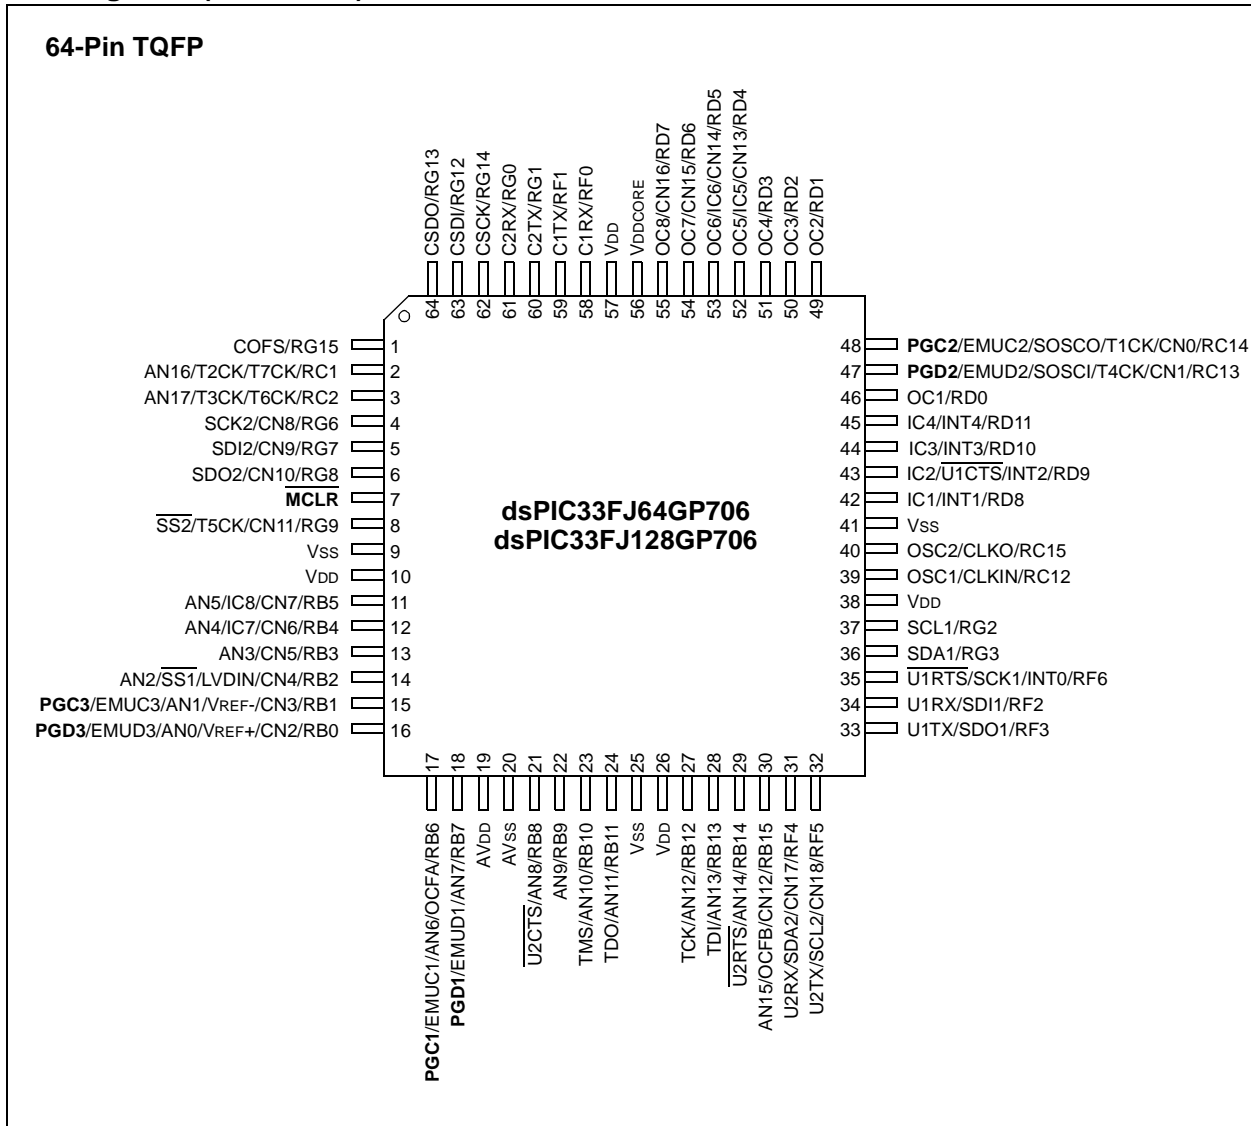 64-Pin TQFP
CSDO/RG13
CSDI/RG12
CSCK/RG14
C2RX/RG0
C2TX/RG1
C1TX/RF1
C1RX/RF0
VDD
VDDCORE
OC8/CN16/RD7
OC7/CN15/RD6
OC6/IC6/CN14/RD5
OC5/IC5/CN13/RD4
OC4/RD3
OC3/RD2
OC2/RD1
64
63
62
61
60
59
58
57
56
55
54
53
52
51
50
49
COFS/RG15 1
AN16/T2CK/T7CK/RC1 2
AN17/T3CK/T6CK/RC2 3
SCK2/CN8/RG6 4
SDI2/CN9/RG7 5
SDO2/CN10/RG8 6
MCLR 7
SS2/T5CK/CN11/RG9 8
VSS 9
VDD 10
AN5/IC8/CN7/RB5 11
AN4/IC7/CN6/RB4 12
AN3/CN5/RB3 13
AN2/SS1/LVDIN/CN4/RB2 14
PGC3/EMUC3/AN1/VREF-/CN3/RB1 15
PGD3/EMUD3/AN0/VREF+/CN2/RB0 16
dsPIC33FJ64GP706
dsPIC33FJ128GP706
48 PGC2/EMUC2/SOSCO/T1CK/CN0/RC14
47 PGD2/EMUD2/SOSCI/T4CK/CN1/RC13
46 OC1/RD0
45 IC4/INT4/RD11
44 IC3/INT3/RD10
43 IC2/U1CTS/INT2/RD9
42 IC1/INT1/RD8
41 VSS
40 OSC2/CLKO/RC15
39 OSC1/CLKIN/RC12
38 VDD
37 SCL1/RG2
36 SDA1/RG3
35 U1RTS/SCK1/INT0/RF6
34 U1RX/SDI1/RF2
33 U1TX/SDO1/RF3
17
18
19
20
21
22
23
24
25
26
27
28
29
30
31
32
PGC1/EMUC1/AN6/OCFA/RB6
PGD1/EMUD1/AN7/RB7
AVDD
AVSS
U2CTS/AN8/RB8
AN9/RB9
TMS/AN10/RB10
TDO/AN11/RB11
VSS
VDD
TCK/AN12/RB12
TDI/AN13/RB13
U2RTS/AN14/RB14
AN15/OCFB/CN12/RB15
U2RX/SDA2/CN17/RF4
U2TX/SCL2/CN18/RF5